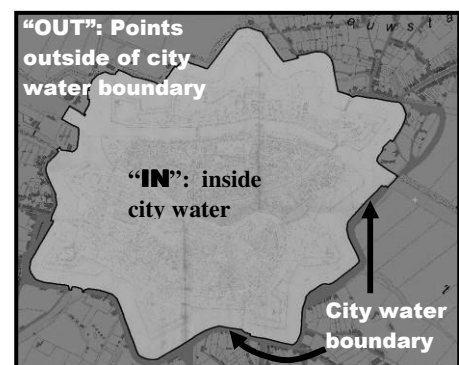 “OUT”: Points
outside of city
water boundary
“IN”: inside
city water
City water
boundary